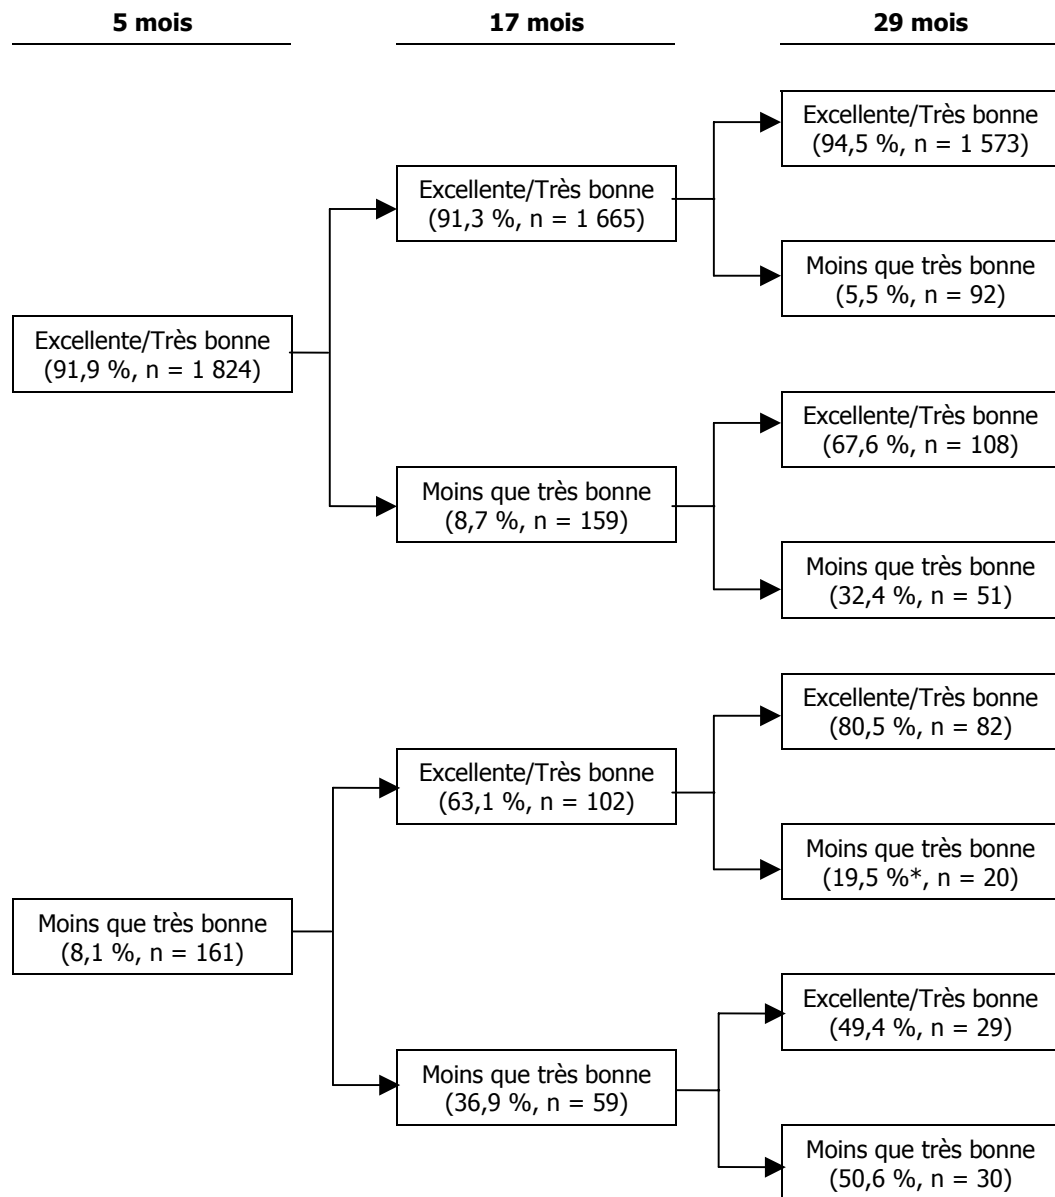 5 mois
17 mois
29 mois
Excellente/Très bonne
(94,5 %, n = 1 573)
Excellente/Très bonne
(91,3 %, n = 1 665)
Moins que très bonne
(5,5 %, n = 92)
Excellente/Très bonne
(91,9 %, n = 1 824)
Excellente/Très bonne
(67,6 %, n = 108)
Moins que très bonne
(8,7 %, n = 159)
Moins que très bonne
(32,4 %, n = 51)
Excellente/Très bonne
(80,5 %, n = 82)
Excellente/Très bonne
(63,1 %, n = 102)
Moins que très bonne
(19,5 %*, n = 20)
Moins que très bonne
(8,1 %, n = 161)
Excellente/Très bonne
(49,4 %, n = 29)
Moins que très bonne
(36,9 %, n = 59)
Moins que très bonne
(50,6 %, n = 30)